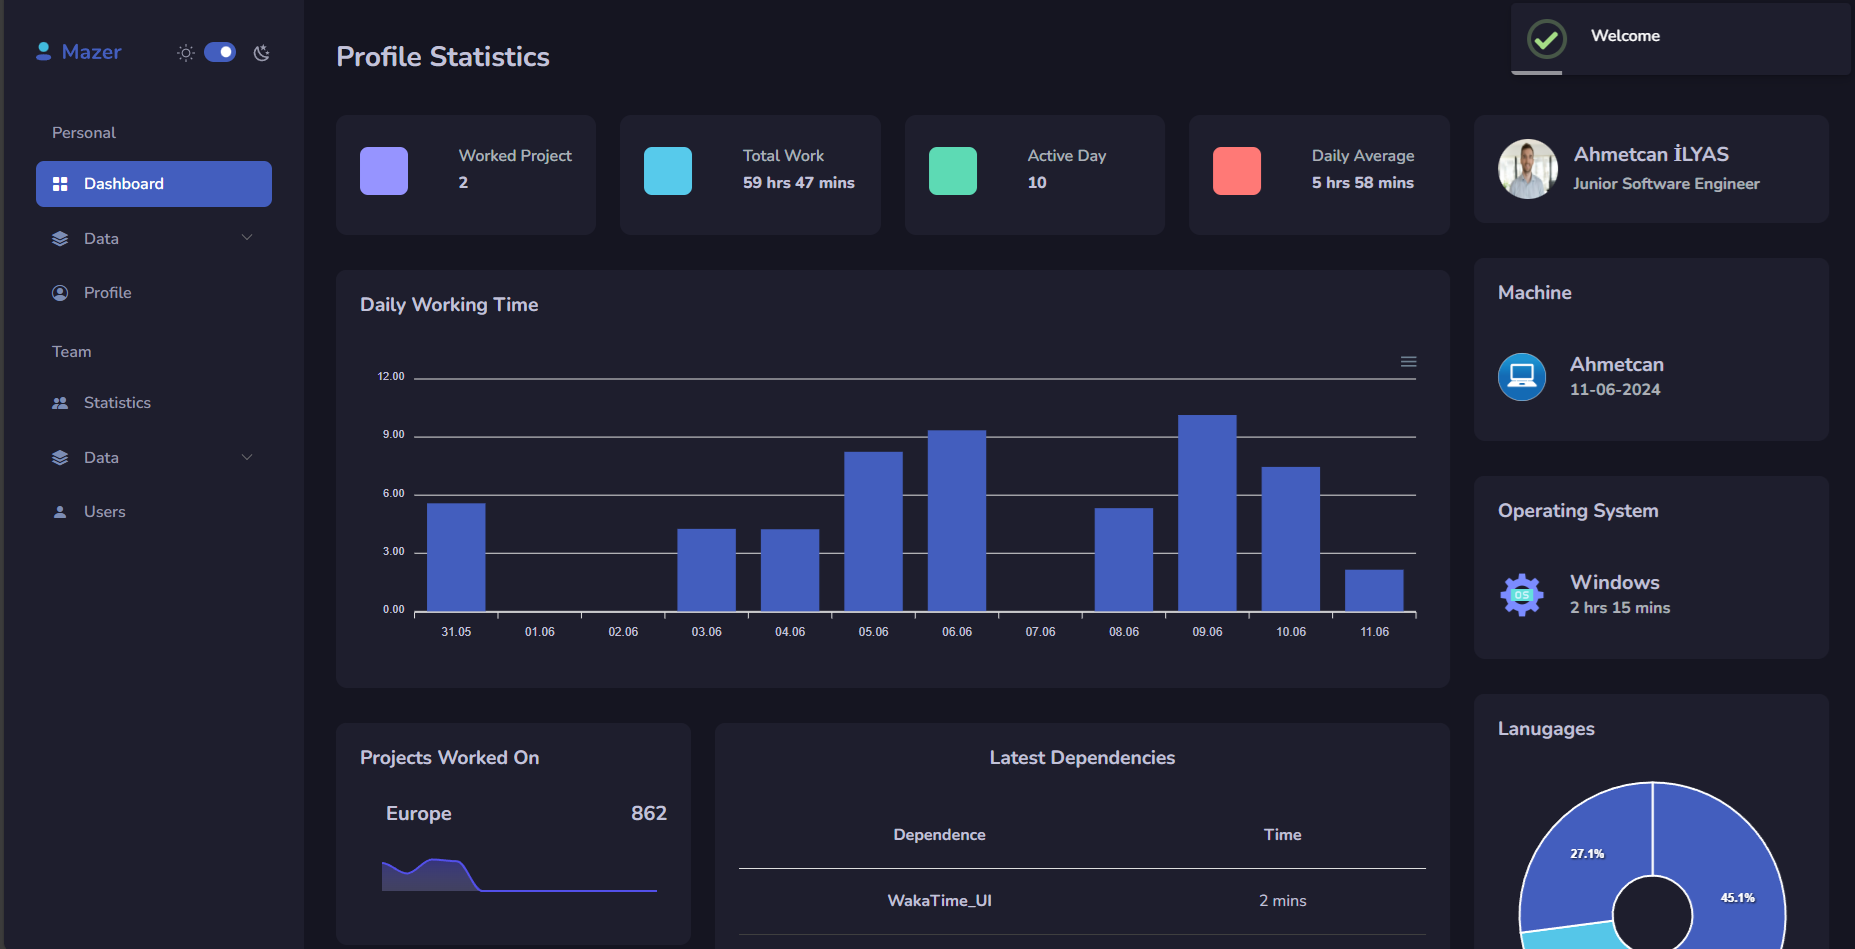 Mazer
Personal
Dashboard
Data
Profile
Team
Statistics
Data
Users
Profile Statistics
Welcome
Worked Project
2
Total Work
59 hrs 47 mins
Active Day
10
Daily Average
5 hrs 58 mins
Ahmetcan İLYAS
Junior Software Engineer
Daily Working Time
12.00
9.00
6.00
3.00
0.00
31.05 01.06 02.06 03.06 04.06 05.06 06.06 07.06 08.06 09.06 10.06 11.06
Machine
Ahmetcan
11-06-2024
Operating System
OS
Windows
2 hrs 15 mins
Projects Worked On
Europe 862
Latest Dependencies
Dependence Time
WakaTime_UI 2 mins
Lanugages
27.1%
45.1%